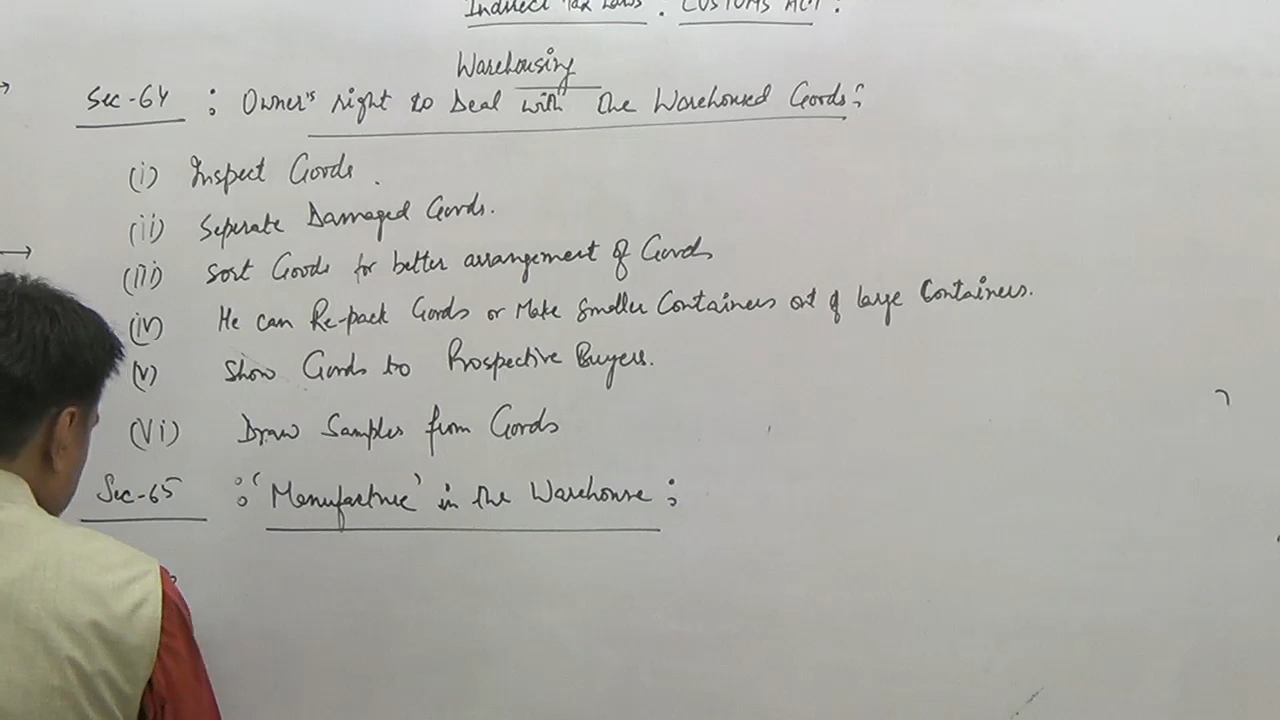 Indirect Tax Laws : CUSTOMS ACT :
Warehousing
Sec-64 : Owner's right to Deal with the Warehoused Goods :
(i) Inspect Goods.
(ii) Seperate Damaged Goods.
(iii) Sort Goods for better arrangement of Goods
(iv) He can Re-pack Goods or Make Smaller Containers out of large Containers.
(v) Show Goods to Prospective Buyers.
(vi) Draw Samples from Goods
Sec-65 : 'Manufacture' in the Warehouse :